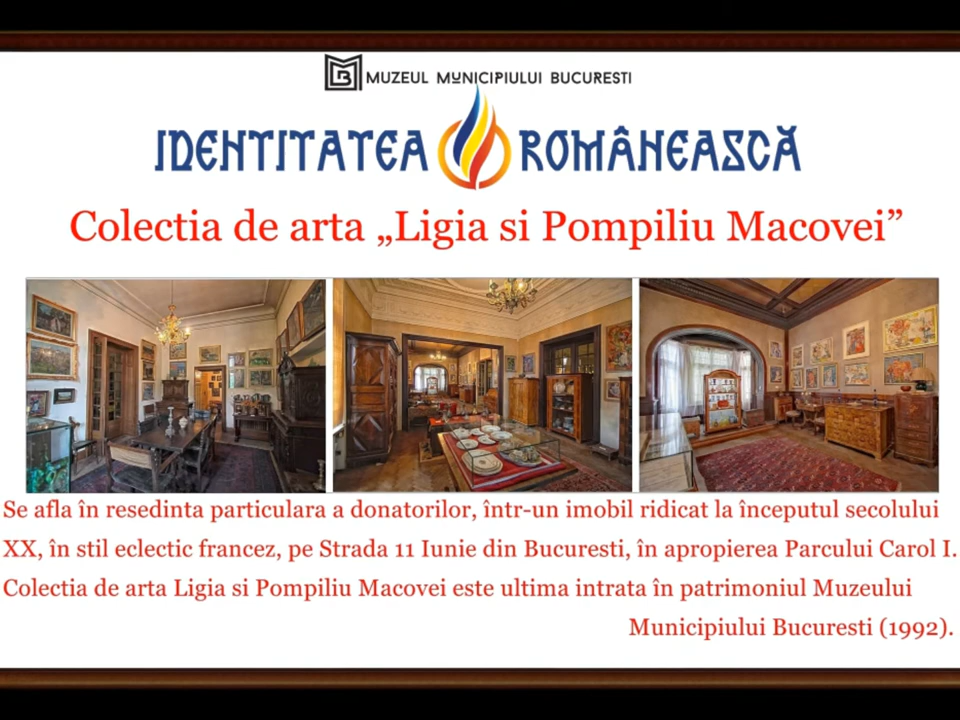 MUZEUL MUNICIPIULUI BUCURESTI
IDENTITATEA ROMÂNEASCĂ
Colectia de arta „Ligia si Pompiliu Macovei”
Se afla în resedinta particulara a donatorilor, într-un imobil ridicat la începutul secolului
XX, în stil eclectic francez, pe Strada 11 Iunie din Bucuresti, în apropierea Parcului Carol I.
Colectia de arta Ligia si Pompiliu Macovei este ultima intrata în patrimoniul Muzeului
Municipiului Bucuresti (1992).